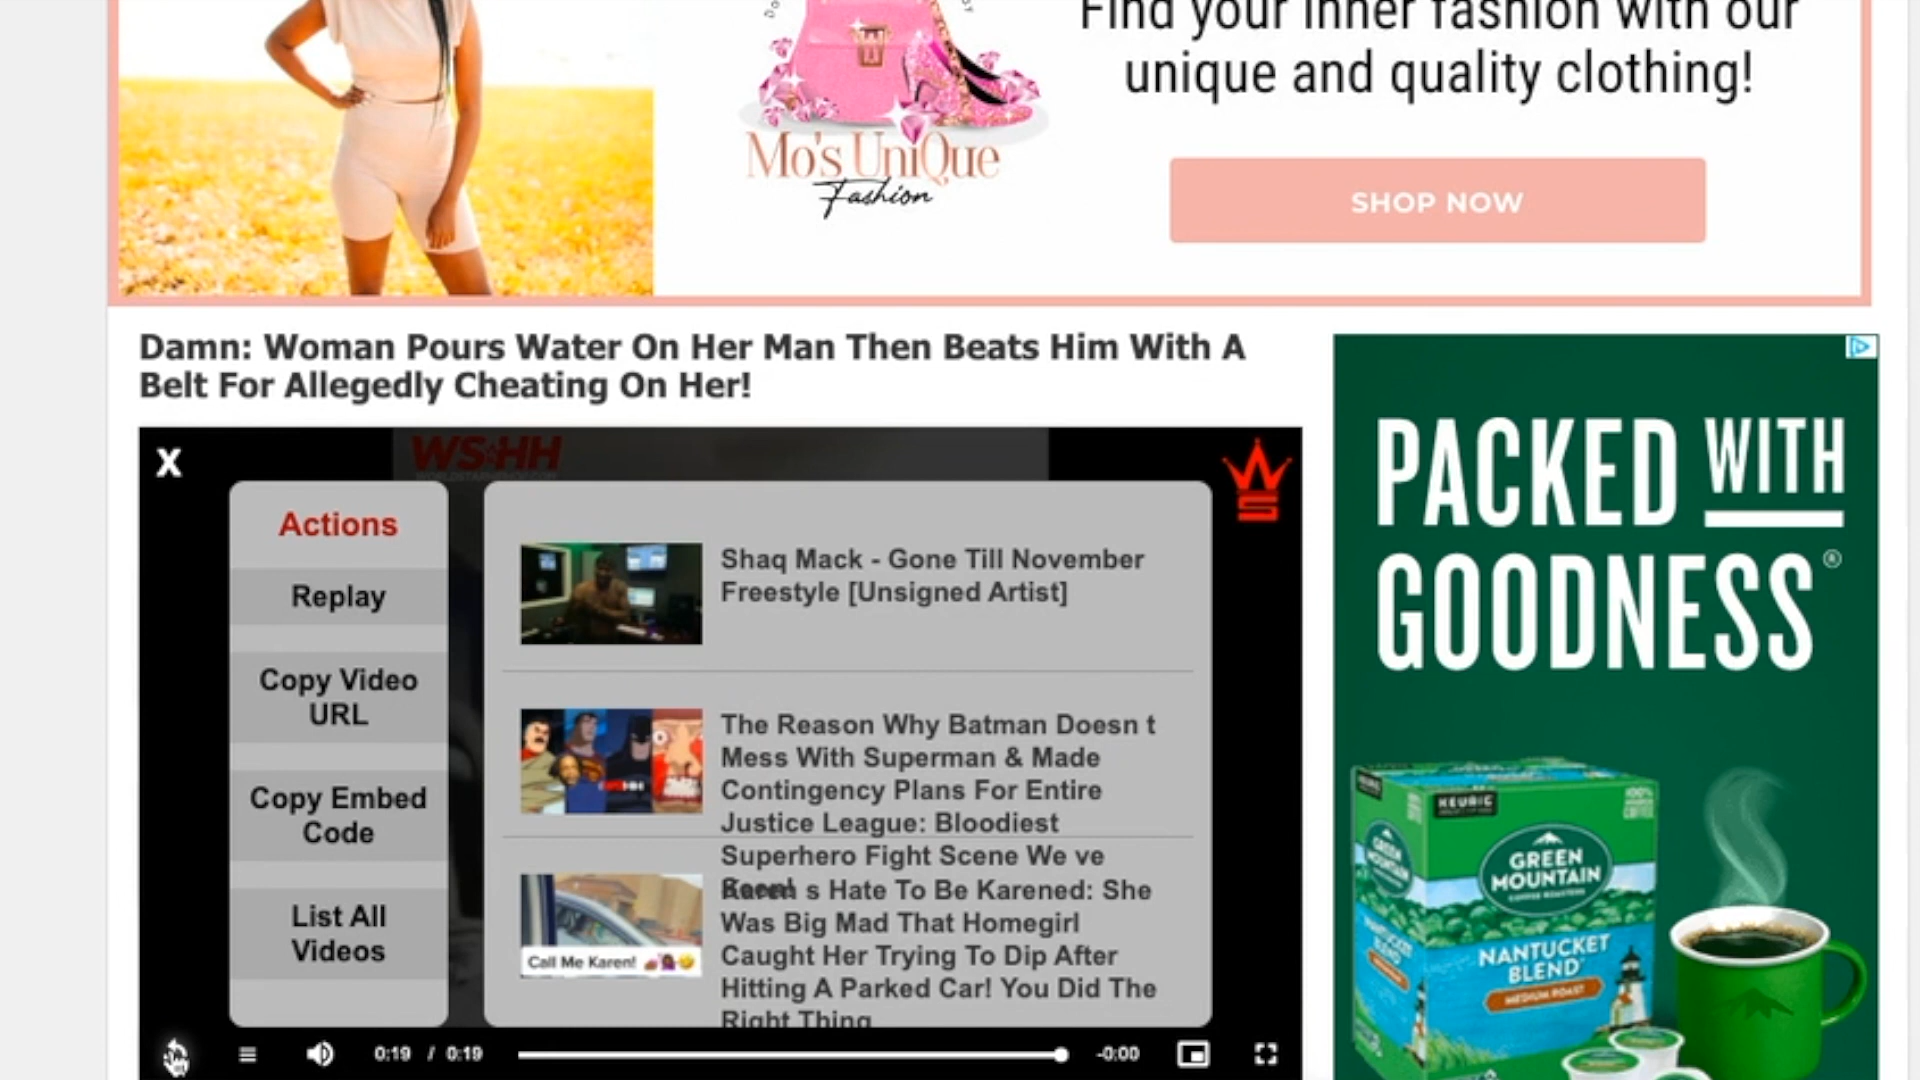 Find your inner fashion with our
unique and quality clothing!
Mo's UniQue
Fashion
SHOP NOW
Damn: Woman Pours Water On Her Man Then Beats Him With A
Belt For Allegedly Cheating On Her!
X
WSHH
Actions
Replay
Copy Video
URL
Copy Embed
Code
List All
Videos
Shaq Mack - Gone Till November
Freestyle [Unsigned Artist]
The Reason Why Batman Doesn t
Mess With Superman & Made
Contingency Plans For Entire
Justice League: Bloodiest
Superhero Fight Scene We ve
s Hate To Be Karened: She
Was Big Mad That Homegirl
Caught Her Trying To Dip After
Hitting A Parked Car! You Did The
Right Thing
Call Me Karen!
0:19 / 0:19
-0:00
PACKED WITH
GOODNESS®
KEURIG
GREEN
MOUNTAIN
COFFEE ROASTERS
NANTUCKET
BLEND
MEDIUM ROAST